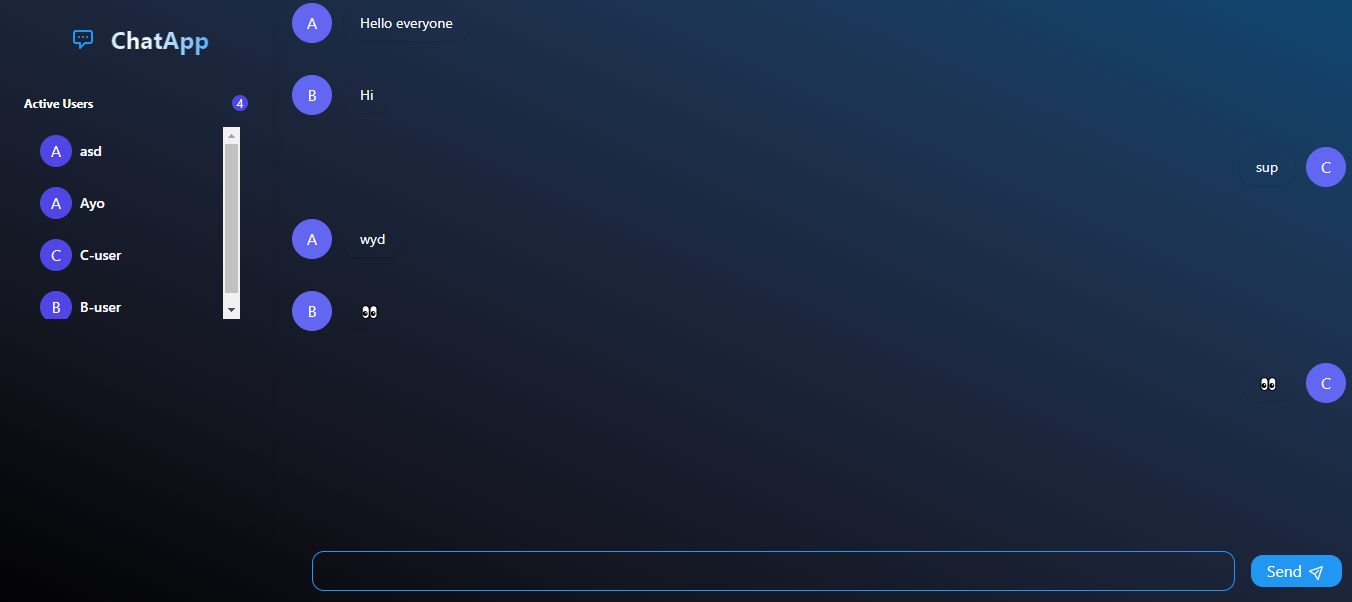 ChatApp
Active Users 4
A asd
A Ayo
C C-user
B B-user
A Hello everyone
B Hi
sup C
A wyd
B 👀
👀 C
Send